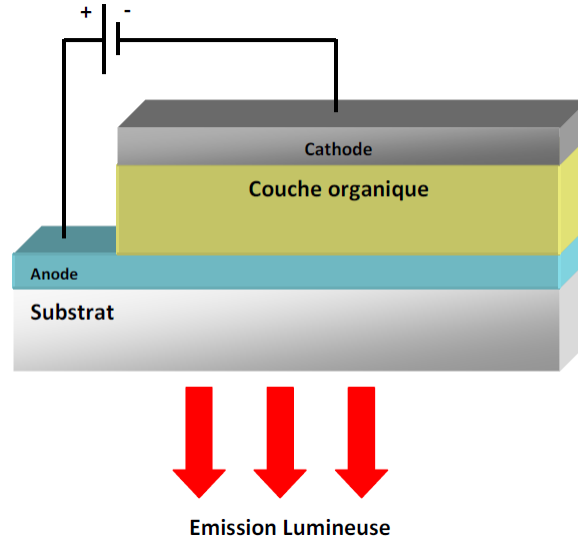 + -
Cathode
Couche organique
Anode
Substrat
Emission Lumineuse